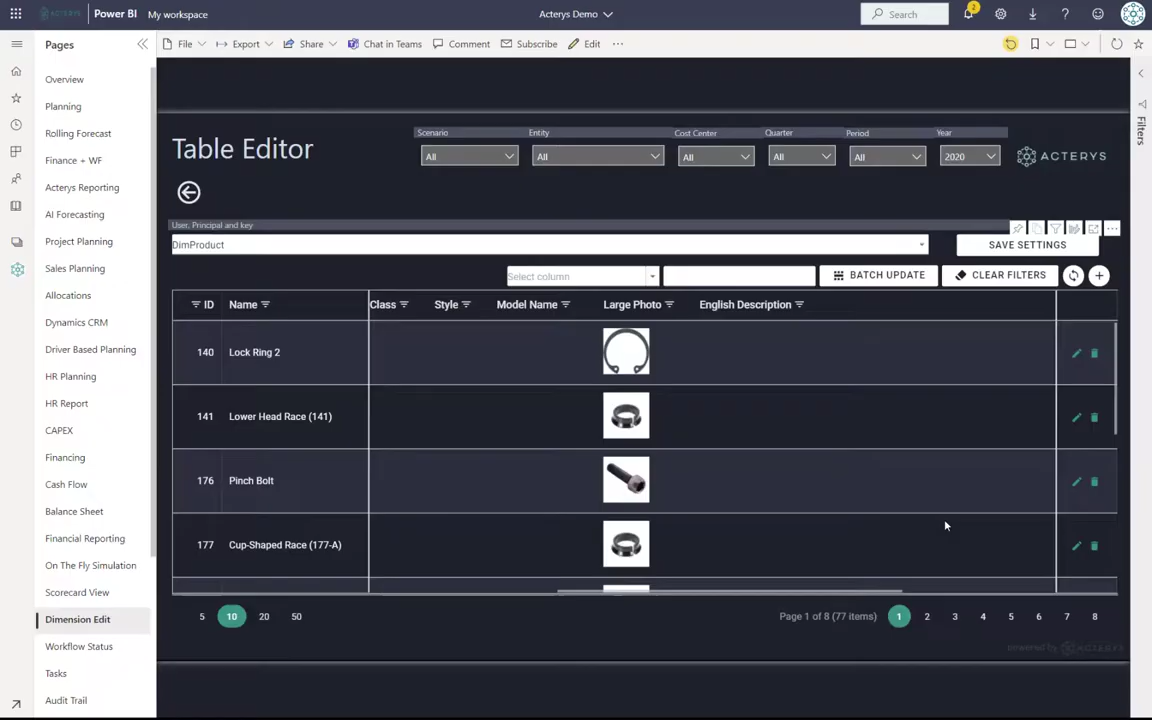 ACTERYS Power BI My workspace
Acterys Demo
Search
2
Pages
File Export Share Chat in Teams Comment Subscribe Edit
Overview
Planning
Rolling Forecast
Finance + WF
Acterys Reporting
AI Forecasting
Project Planning
Sales Planning
Allocations
Dynamics CRM
Driver Based Planning
HR Planning
HR Report
CAPEX
Financing
Cash Flow
Balance Sheet
Financial Reporting
On The Fly Simulation
Scorecard View
Dimension Edit
Workflow Status
Tasks
Audit Trail
Table Editor
Scenario Entity Cost Center Quarter Period Year
All All All All All 2020
ACTERYS
User, Principal and key
DimProduct
SAVE SETTINGS
Select column
BATCH UPDATE CLEAR FILTERS
ID Name Class Style Model Name Large Photo English Description
140 Lock Ring 2
141 Lower Head Race (141)
176 Pinch Bolt
177 Cup-Shaped Race (177-A)
5 10 20 50
Page 1 of 8 (77 items) 1 2 3 4 5 6 7 8
powered by ACTERYS
Filters